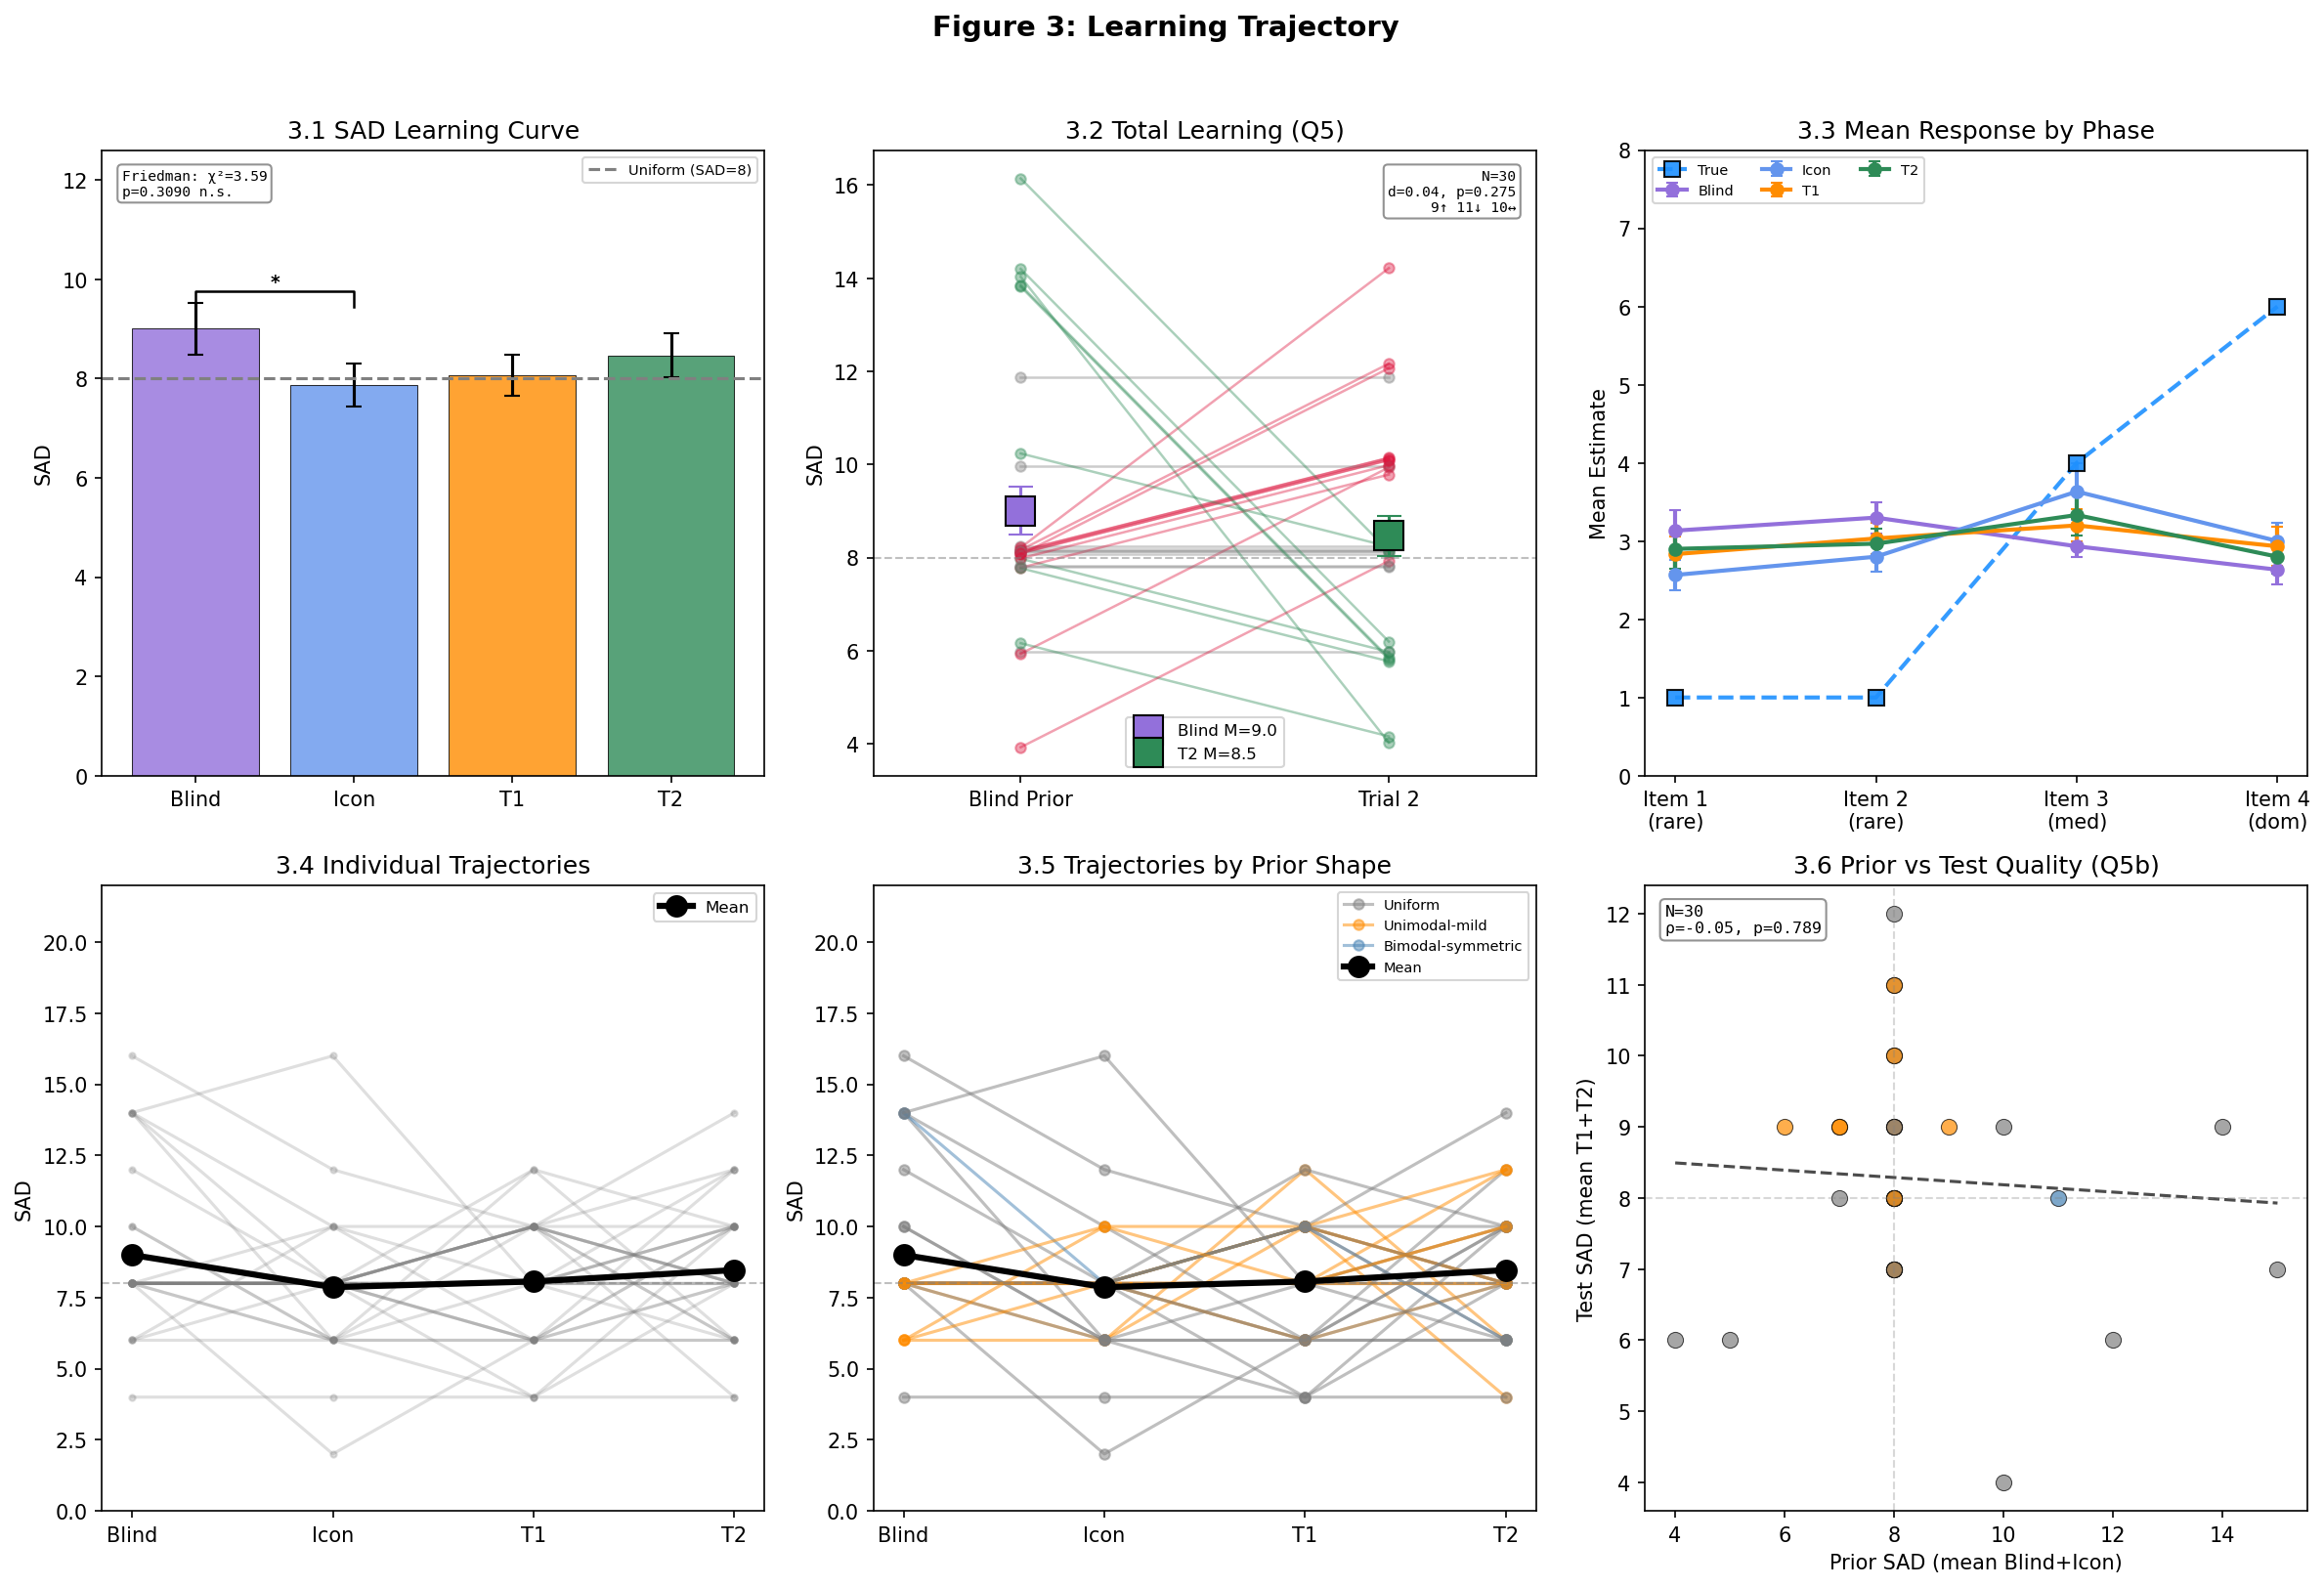 Figure 3: Learning Trajectory
3.1 SAD Learning Curve
Friedman: χ²=3.59
p=0.3090 n.s.
Uniform (SAD=8)
*
SAD
12
10
8
6
4
2
0
Blind
Icon
T1
T2
3.2 Total Learning (Q5)
N=30
d=0.04, p=0.275
9↑ 11↓ 10↔
SAD
16
14
12
10
8
6
4
Blind M=9.0
T2 M=8.5
Blind Prior
Trial 2
3.3 Mean Response by Phase
True
Blind
Icon
T1
T2
Mean Estimate
8
7
6
5
4
3
2
1
0
Item 1
(rare)
Item 2
(rare)
Item 3
(med)
Item 4
(dom)
3.4 Individual Trajectories
Mean
SAD
20.0
17.5
15.0
12.5
10.0
7.5
5.0
2.5
0.0
Blind
Icon
T1
T2
3.5 Trajectories by Prior Shape
Uniform
Unimodal-mild
Bimodal-symmetric
Mean
SAD
20.0
17.5
15.0
12.5
10.0
7.5
5.0
2.5
0.0
Blind
Icon
T1
T2
3.6 Prior vs Test Quality (Q5b)
N=30
ρ=-0.05, p=0.789
Test SAD (mean T1+T2)
12
11
10
9
8
7
6
5
4
4
6
8
10
12
14
Prior SAD (mean Blind+Icon)